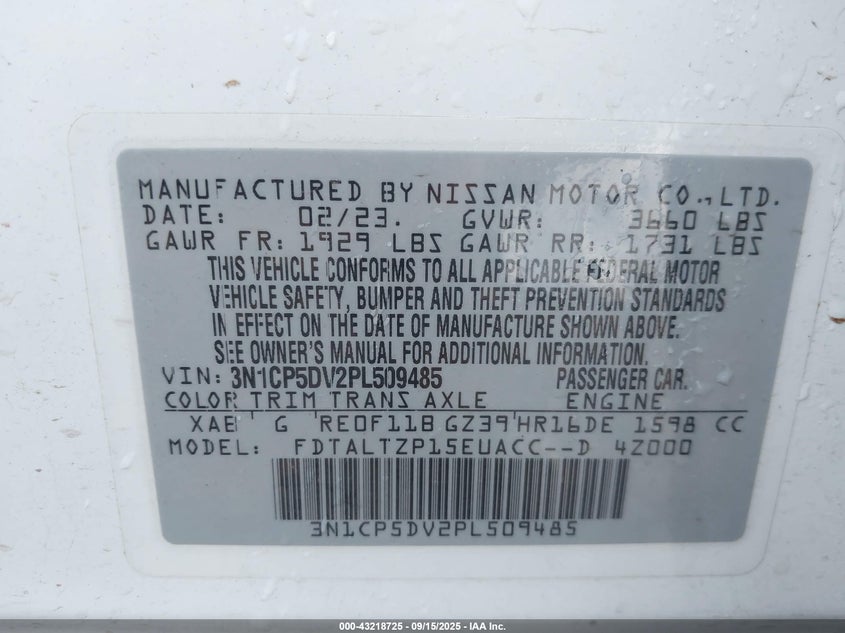 MANUFACTURED BY NISSAN MOTOR CO., LTD.
DATE: 02/23. GVWR: 3660 LBS
GAWR FR: 1929 LBS GAWR RR: 1731 LBS
THIS VEHICLE CONFORMS TO ALL APPLICABLE FEDERAL MOTOR
VEHICLE SAFETY, BUMPER AND THEFT PREVENTION STANDARDS
IN EFFECT ON THE DATE OF MANUFACTURE SHOWN ABOVE.
SEE OWNER'S MANUAL FOR ADDITIONAL INFORMATION.
VIN: 3N1CP5DV2PL509485 PASSENGER CAR.
COLOR TRIM TRANS AXLE ENGINE
XAB G RE0F11B GZ39 HR16DE 1598 CC
MODEL: FDTALTZP15EUACC--D 4Z000
3N1CP5DV2PL509485
000-43218725 - 09/15/2025 - IAA Inc.